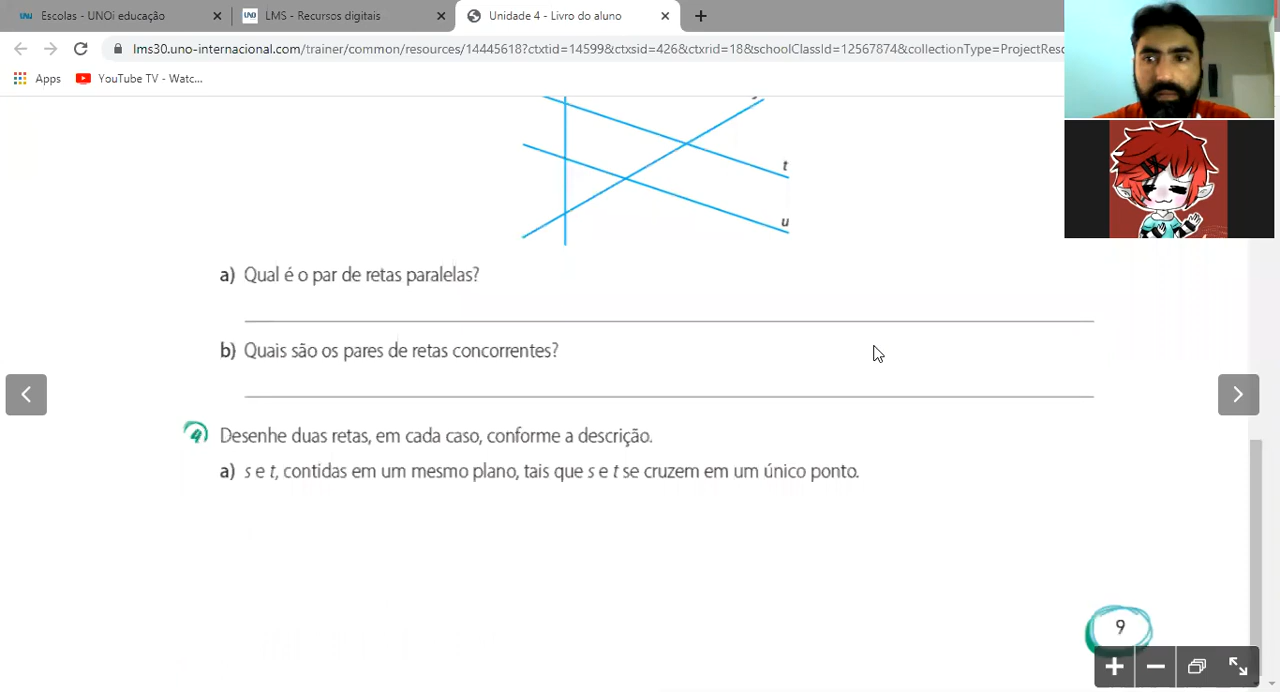 Escolas - UNOi educação
LMS - Recursos digitais
Unidade 4 - Livro do aluno
lms30.uno-internacional.com/trainer/common/resources/14445618?ctxtid=14599&ctxsid=426&ctxrid=18&schoolClassId=12567874&collectionType=ProjectReso
Apps
YouTube TV - Watc...
t
u
a) Qual é o par de retas paralelas?
b) Quais são os pares de retas concorrentes?
4 Desenhe duas retas, em cada caso, conforme a descrição.
a) s e t, contidas em um mesmo plano, tais que s e t se cruzem em um único ponto.
9